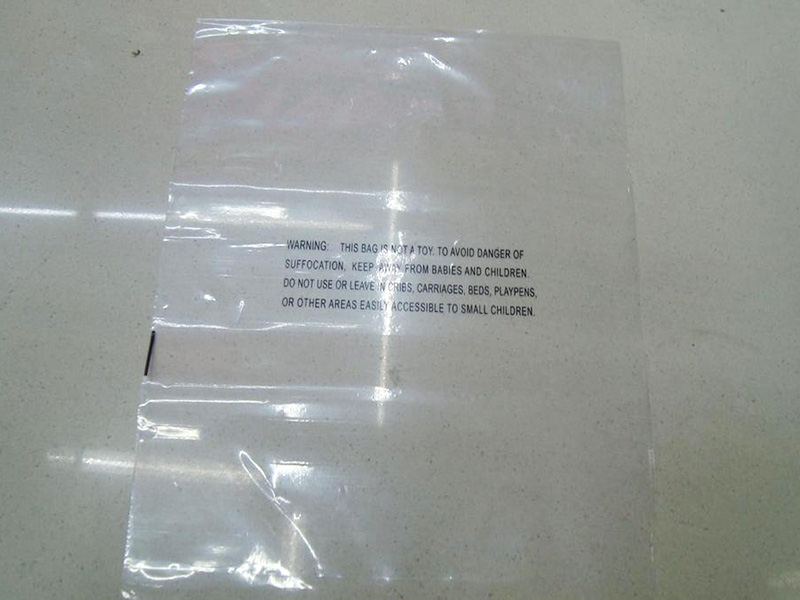 WARNING: THIS BAG IS NOT A TOY. TO AVOID DANGER OF
SUFFOCATION, KEEP AWAY FROM BABIES AND CHILDREN.
DO NOT USE OR LEAVE IN CRIBS, CARRIAGES, BEDS, PLAYPENS,
OR OTHER AREAS EASILY ACCESSIBLE TO SMALL CHILDREN.